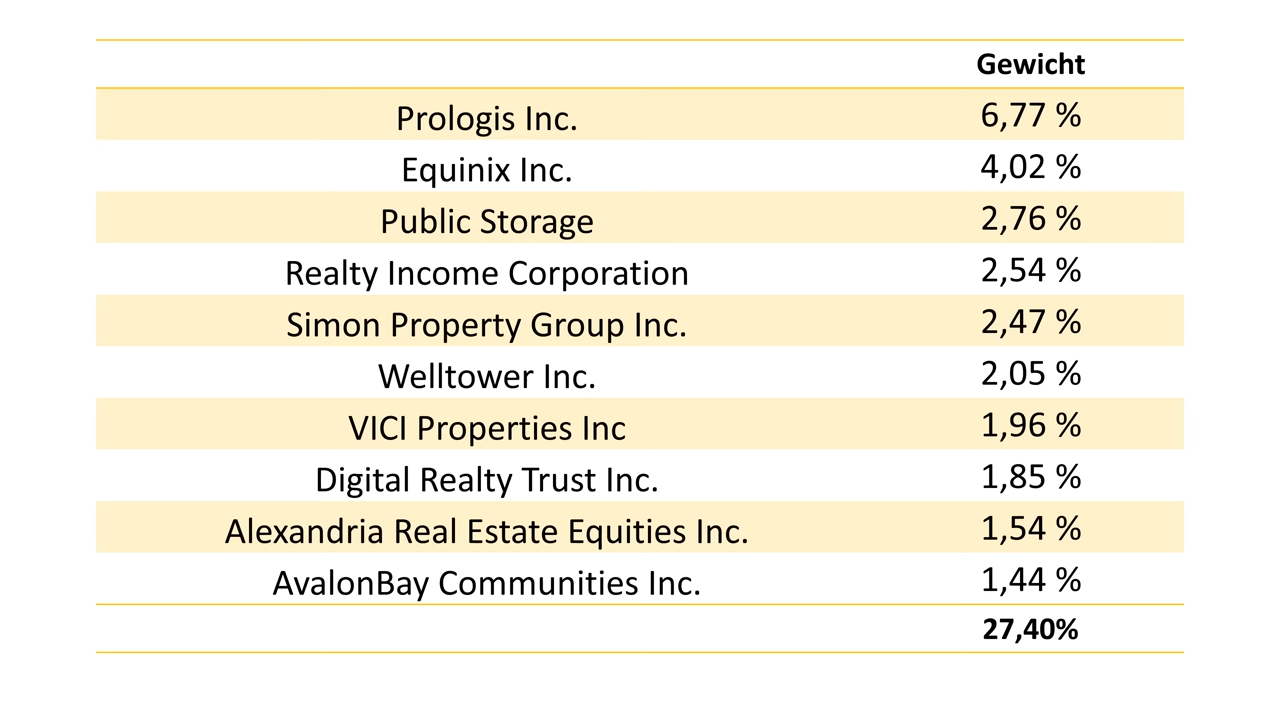 Gewicht
Prologis Inc. 6,77 %
Equinix Inc. 4,02 %
Public Storage 2,76 %
Realty Income Corporation 2,54 %
Simon Property Group Inc. 2,47 %
Welltower Inc. 2,05 %
VICI Properties Inc 1,96 %
Digital Realty Trust Inc. 1,85 %
Alexandria Real Estate Equities Inc. 1,54 %
AvalonBay Communities Inc. 1,44 %
27,40%